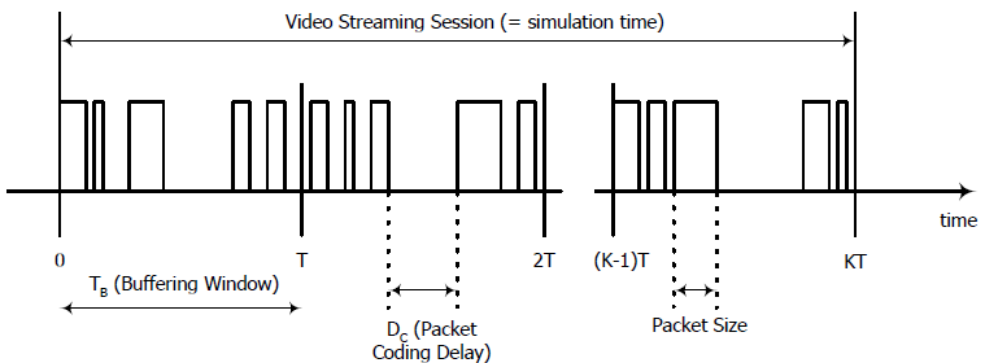 Video Streaming Session (= simulation time)
time
0
T
2T
(K-1)T
KT
T_B (Buffering Window)
D_C (Packet
Coding Delay)
Packet Size